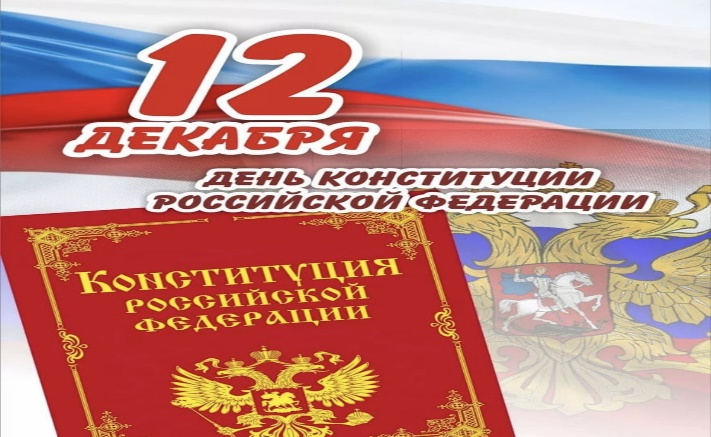 12
ДЕКАБРЯ
ДЕНЬ КОНСТИТУЦИИ
РОССИЙСКОЙ ФЕДЕРАЦИИ
КОНСТИТУЦИЯ
РОССИЙСКОЙ
ФЕДЕРАЦИИ